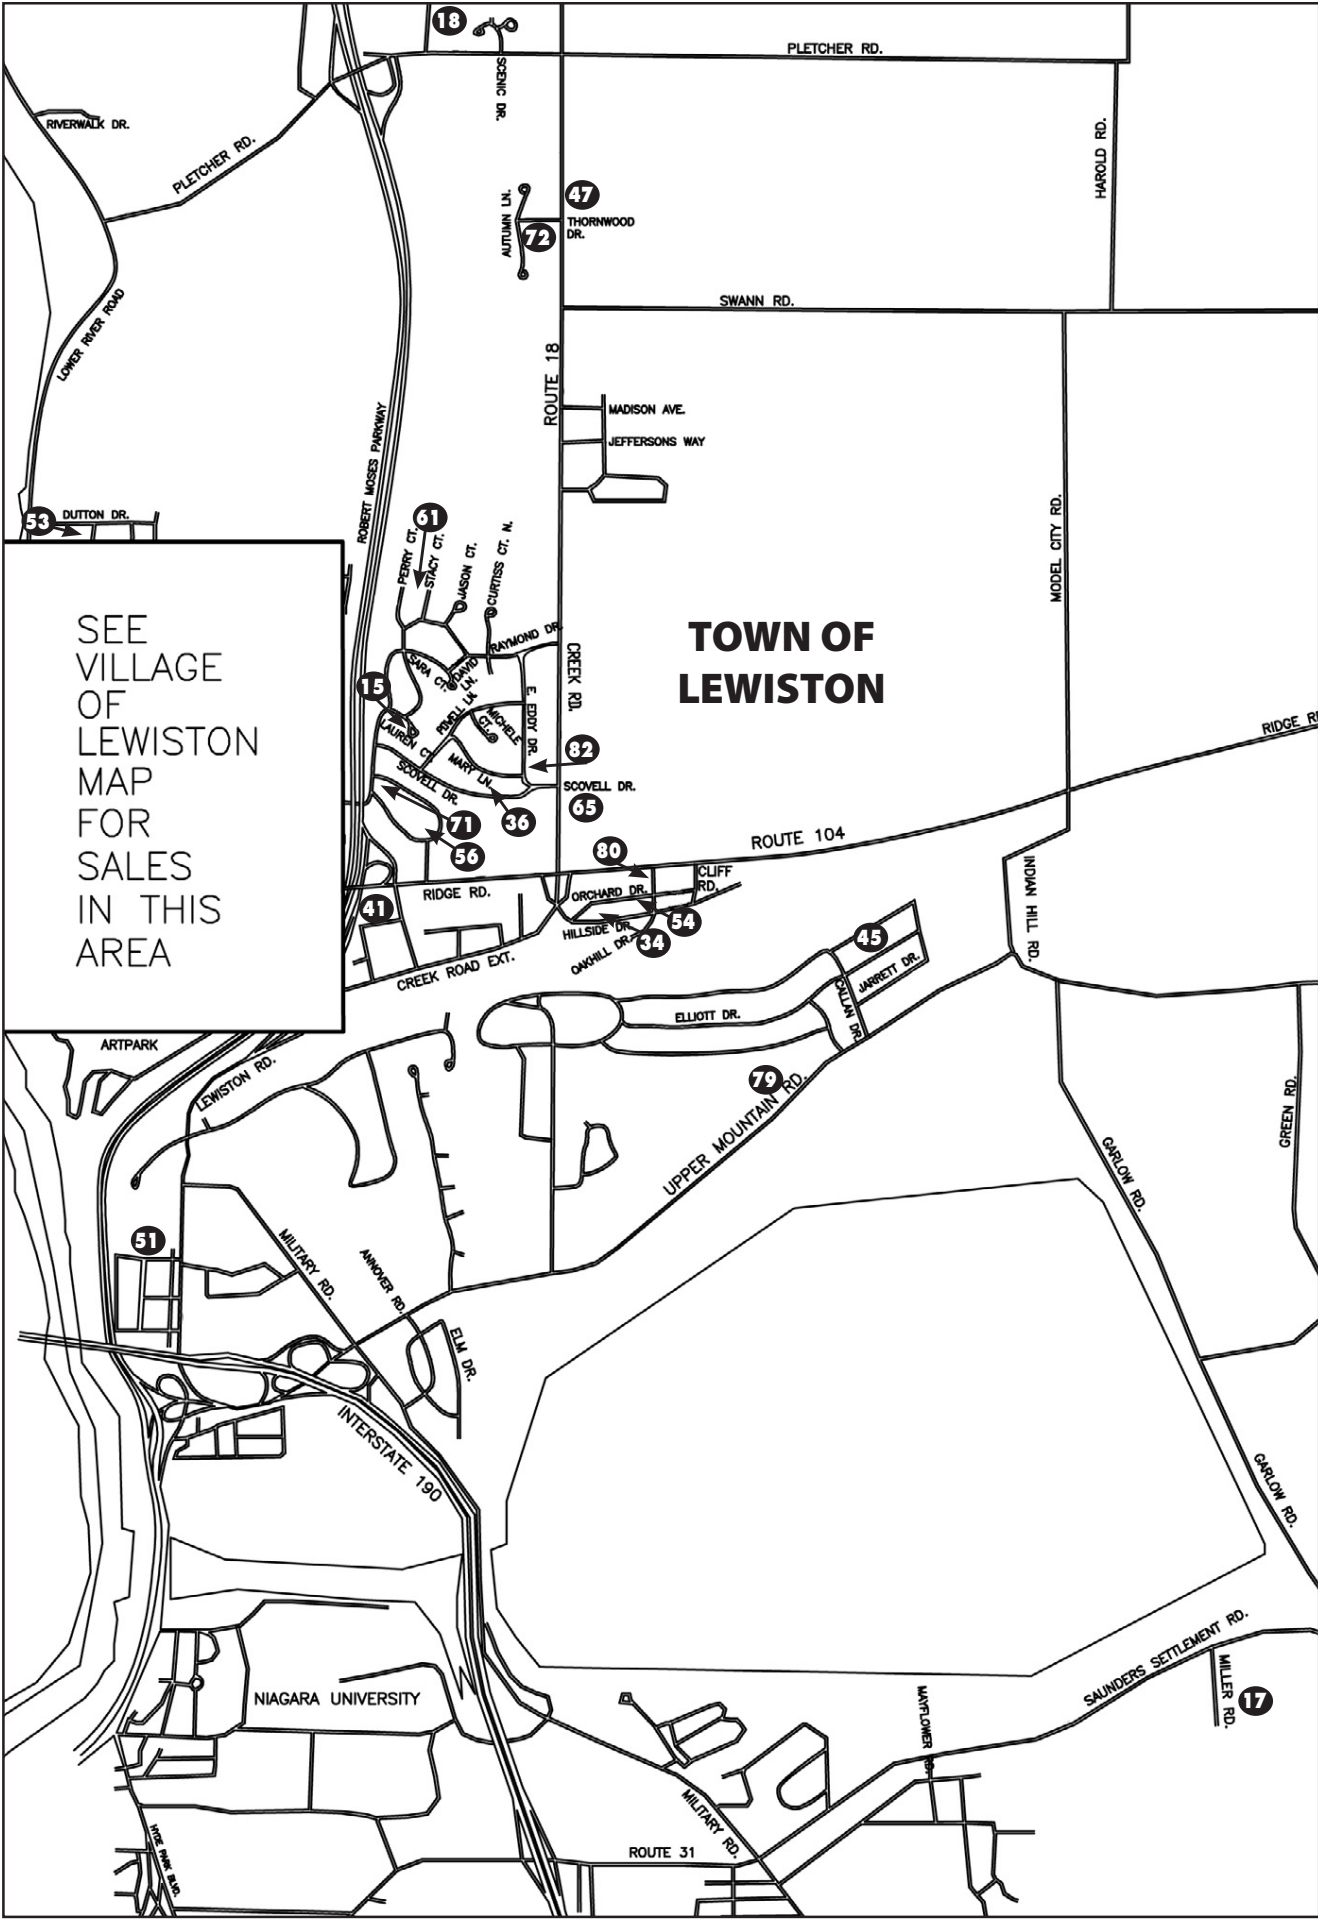 18
PLETCHER RD.
SCENIC DR.
RIVERWALK DR.
PLETCHER RD.
HAROLD RD.
47
AUTUMN LN.
THORNWOOD
DR.
72
SWANN RD.
LOWER RIVER ROAD
ROUTE 18
MADISON AVE.
JEFFERSONS WAY
ROBERT MOSES PARKWAY
MODEL CITY RD.
53
DUTTON DR.
61
PERRY CT.
STACY CT.
JASON CT.
CURTISS CT. N.
SEE
VILLAGE
OF
LEWISTON
MAP
FOR
SALES
IN THIS
AREA
TOWN OF
LEWISTON
RAYMOND DR.
CREEK RD.
SARA CT.
DAVID
LN.
15
POWELL LN.
MICHELE
CT.
E. EDDY DR.
LAUREN CT.
MARY LN.
82
SCOVELL DR.
SCOVELL DR.
65
36
71
56
RIDGE RD.
ROUTE 104
80
CLIFF
RD.
RIDGE RD.
ORCHARD DR.
INDIAN HILL RD.
41
54
HILLSIDE DR.
34
OAKHILL DR.
45
CREEK ROAD EXT.
JARRETT DR.
CALLAN DR.
ELLIOTT DR.
ARTPARK
LEWISTON RD.
79
UPPER MOUNTAIN RD.
GREEN RD.
GARLOW RD.
51
MILITARY RD.
ANNOVER RD.
ELM DR.
INTERSTATE 190
GARLOW RD.
SAUNDERS SETTLEMENT RD.
MILLER RD.
17
NIAGARA UNIVERSITY
MAYFLOWER RD.
MILITARY RD.
HYDE PARK BLVD.
ROUTE 31